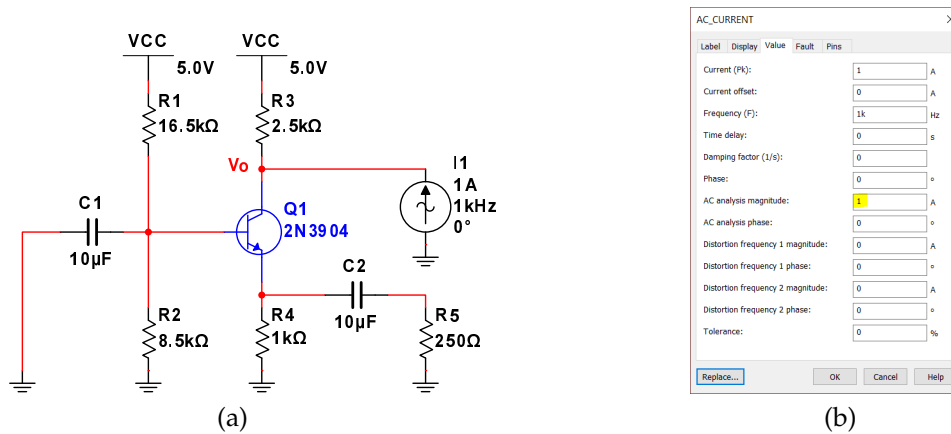 VCC
5.0V
R1
16.5kΩ
VCC
5.0V
R3
2.5kΩ
Vo
I1
1A
1kHz
0°
C1
10µF
Q1
2N3904
C2
10µF
R2
8.5kΩ
R4
1kΩ
R5
250Ω
(a)
AC_CURRENT
Label Display Value Fault Pins
Current (Pk): 1 A
Current offset: 0 A
Frequency (F): 1k Hz
Time delay: 0 s
Damping factor (1/s): 0
Phase: 0 °
AC analysis magnitude: 1 A
AC analysis phase: 0 °
Distortion frequency 1 magnitude: 0 A
Distortion frequency 1 phase: 0 °
Distortion frequency 2 magnitude: 0 A
Distortion frequency 2 phase: 0 °
Tolerance: 0 %
Replace... OK Cancel Help
(b)